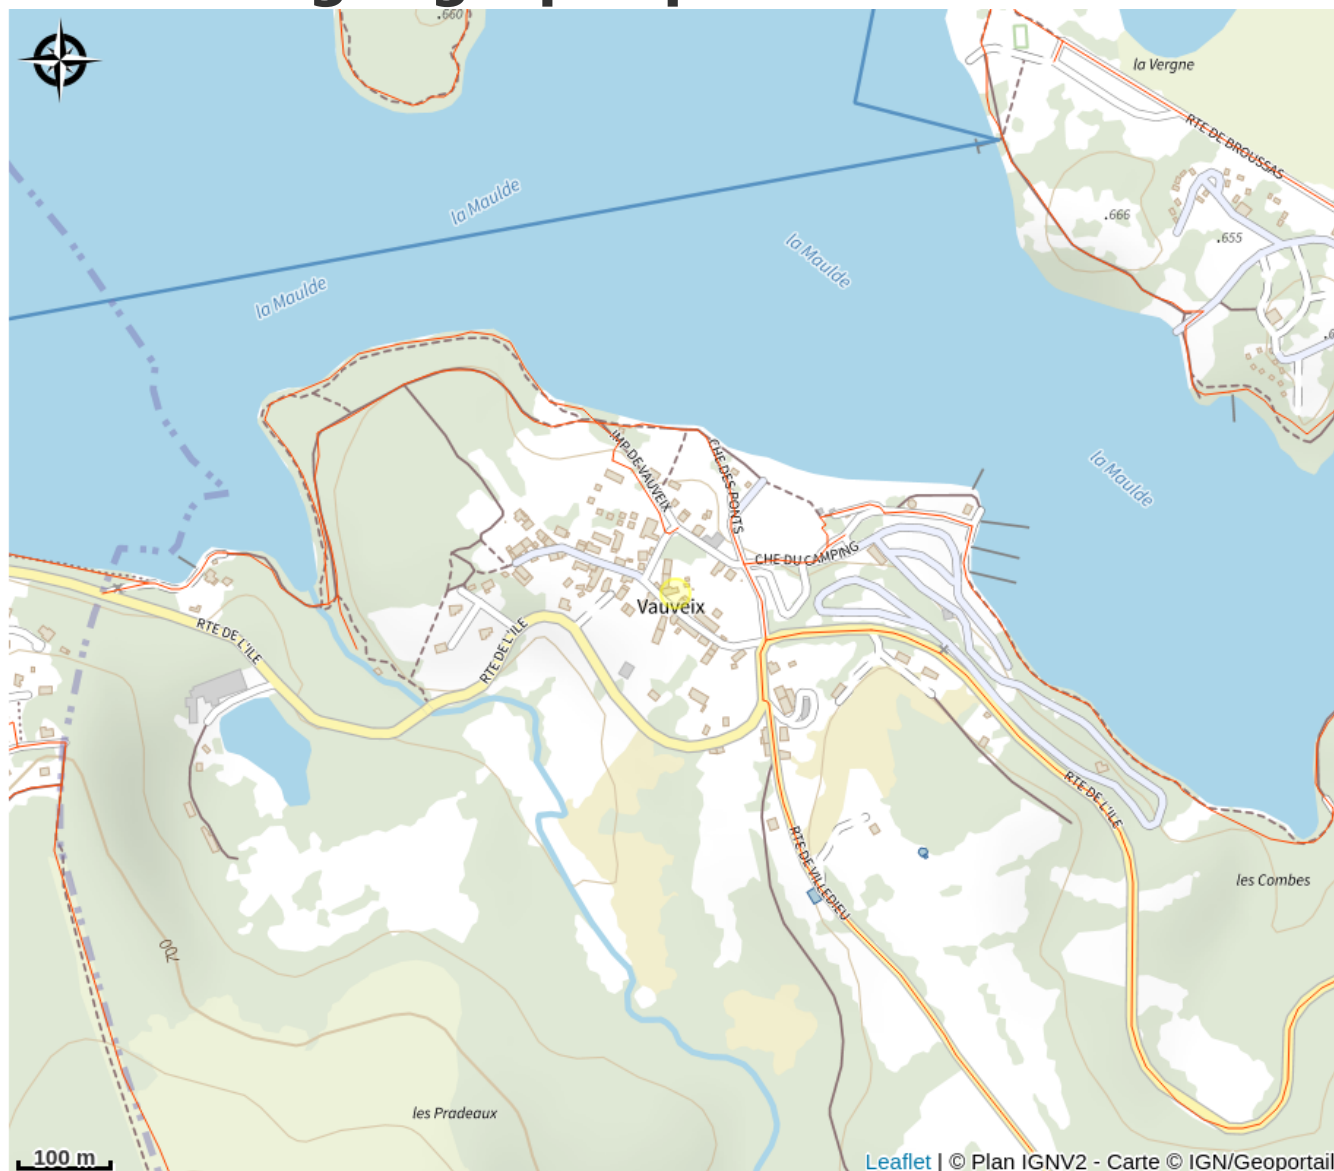 .660
la Vergne
RTE DE BROUSSAS
la Maulde
.666
.655
la Maulde
la Maulde
la Maulde
IMP. DE VAUVEIX
CHE DES PONTS
CHE DU CAMPING
Vauveix
RTE DE L'ILE
RTE DE L'ILE
RTE DE L'ILE
RTE DE VILLEDIEU
les Combes
700
les Pradeaux
100 m
Leaflet | © Plan IGNV2 - Carte © IGN/Geoportail